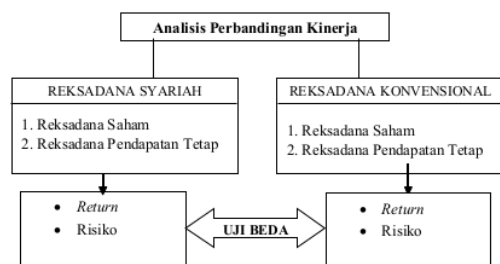 Analisis Perbandingan Kinerja
REKSADANA SYARIAH
1. Reksadana Saham
2. Reksadana Pendapatan Tetap
REKSADANA KONVENSIONAL
1. Reksadana Saham
2. Reksadana Pendapatan Tetap
• Return
• Risiko
UJI BEDA
• Return
• Risiko